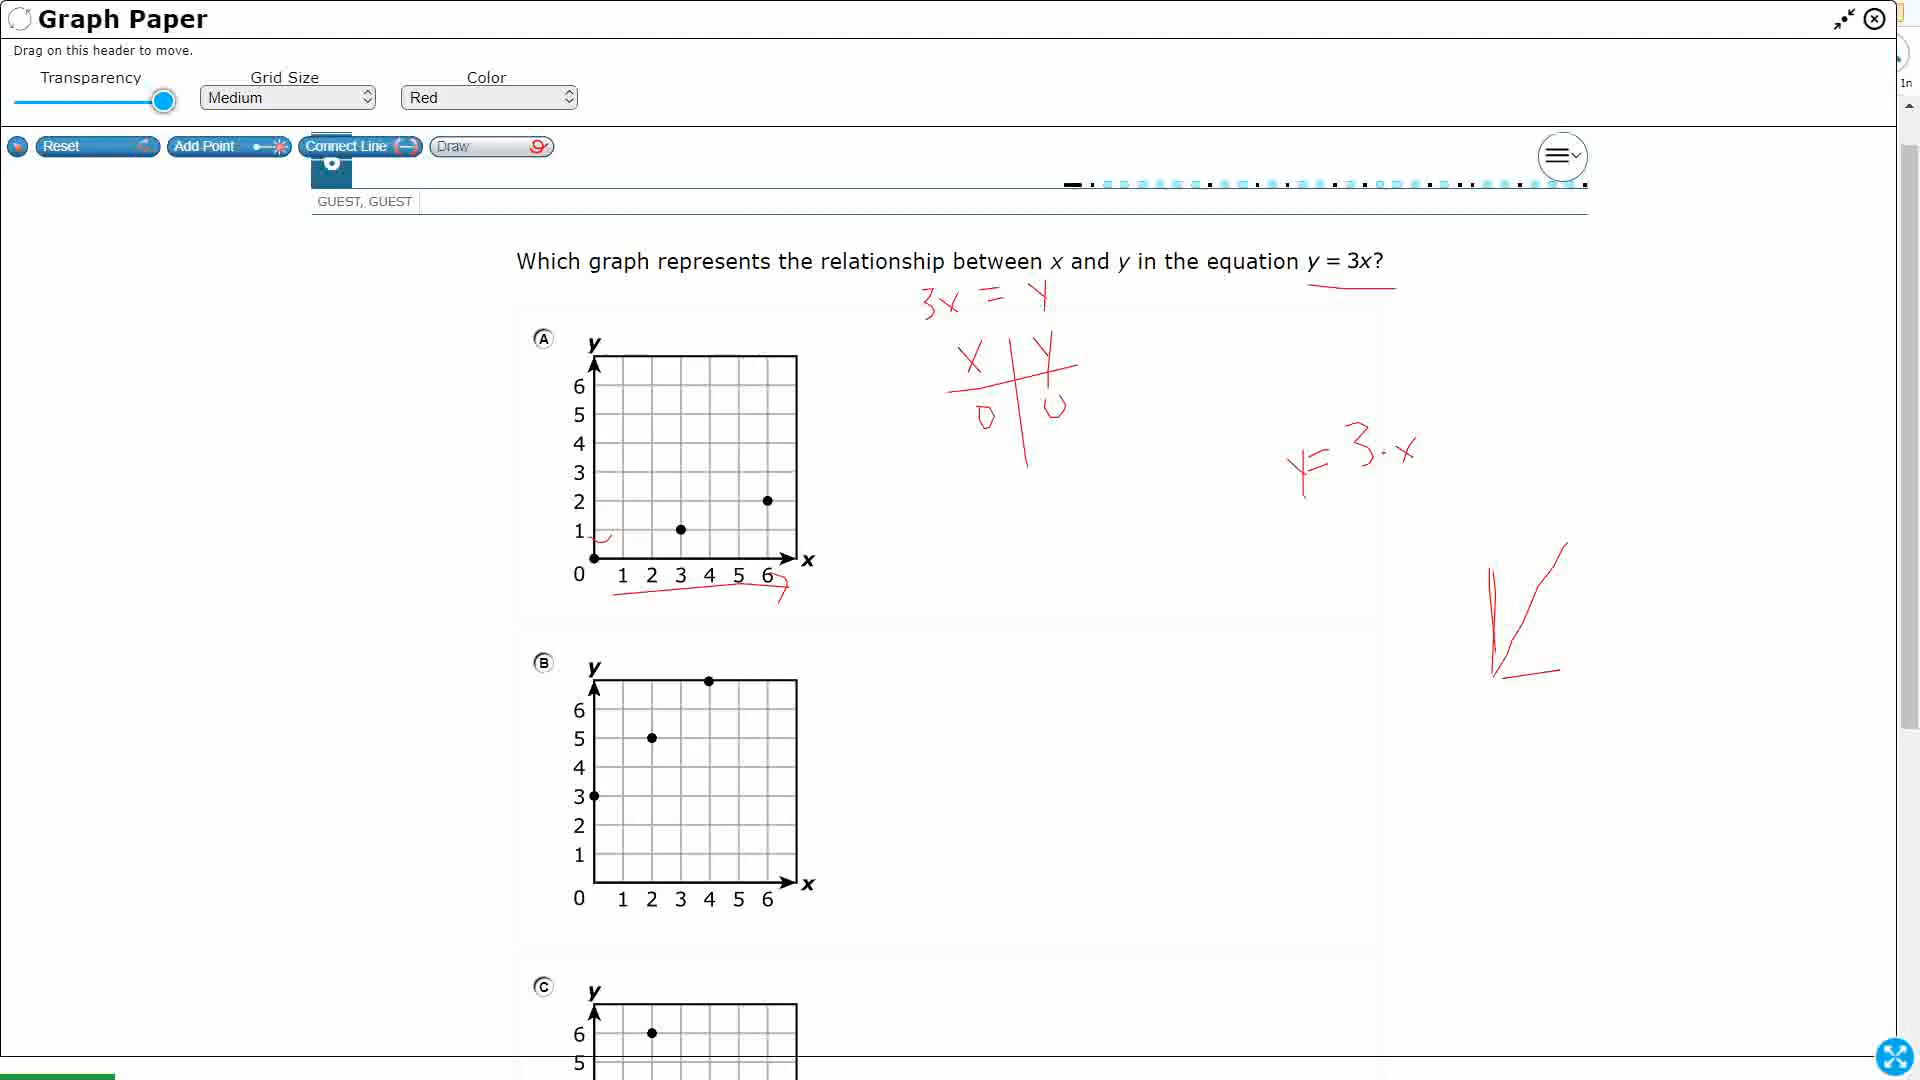 Graph Paper
Drag on this header to move.
Transparency Grid Size Color
Medium Red
In
Reset Add Point Connect Line Draw
GUEST, GUEST
Which graph represents the relationship between x and y in the equation y = 3x?
3x = y
x y
0 0
y = 3·x
A
y
6
5
4
3
2
1
0
1 2 3 4 5 6
x
B
y
6
5
4
3
2
1
0
1 2 3 4 5 6
x
C
y
6
5